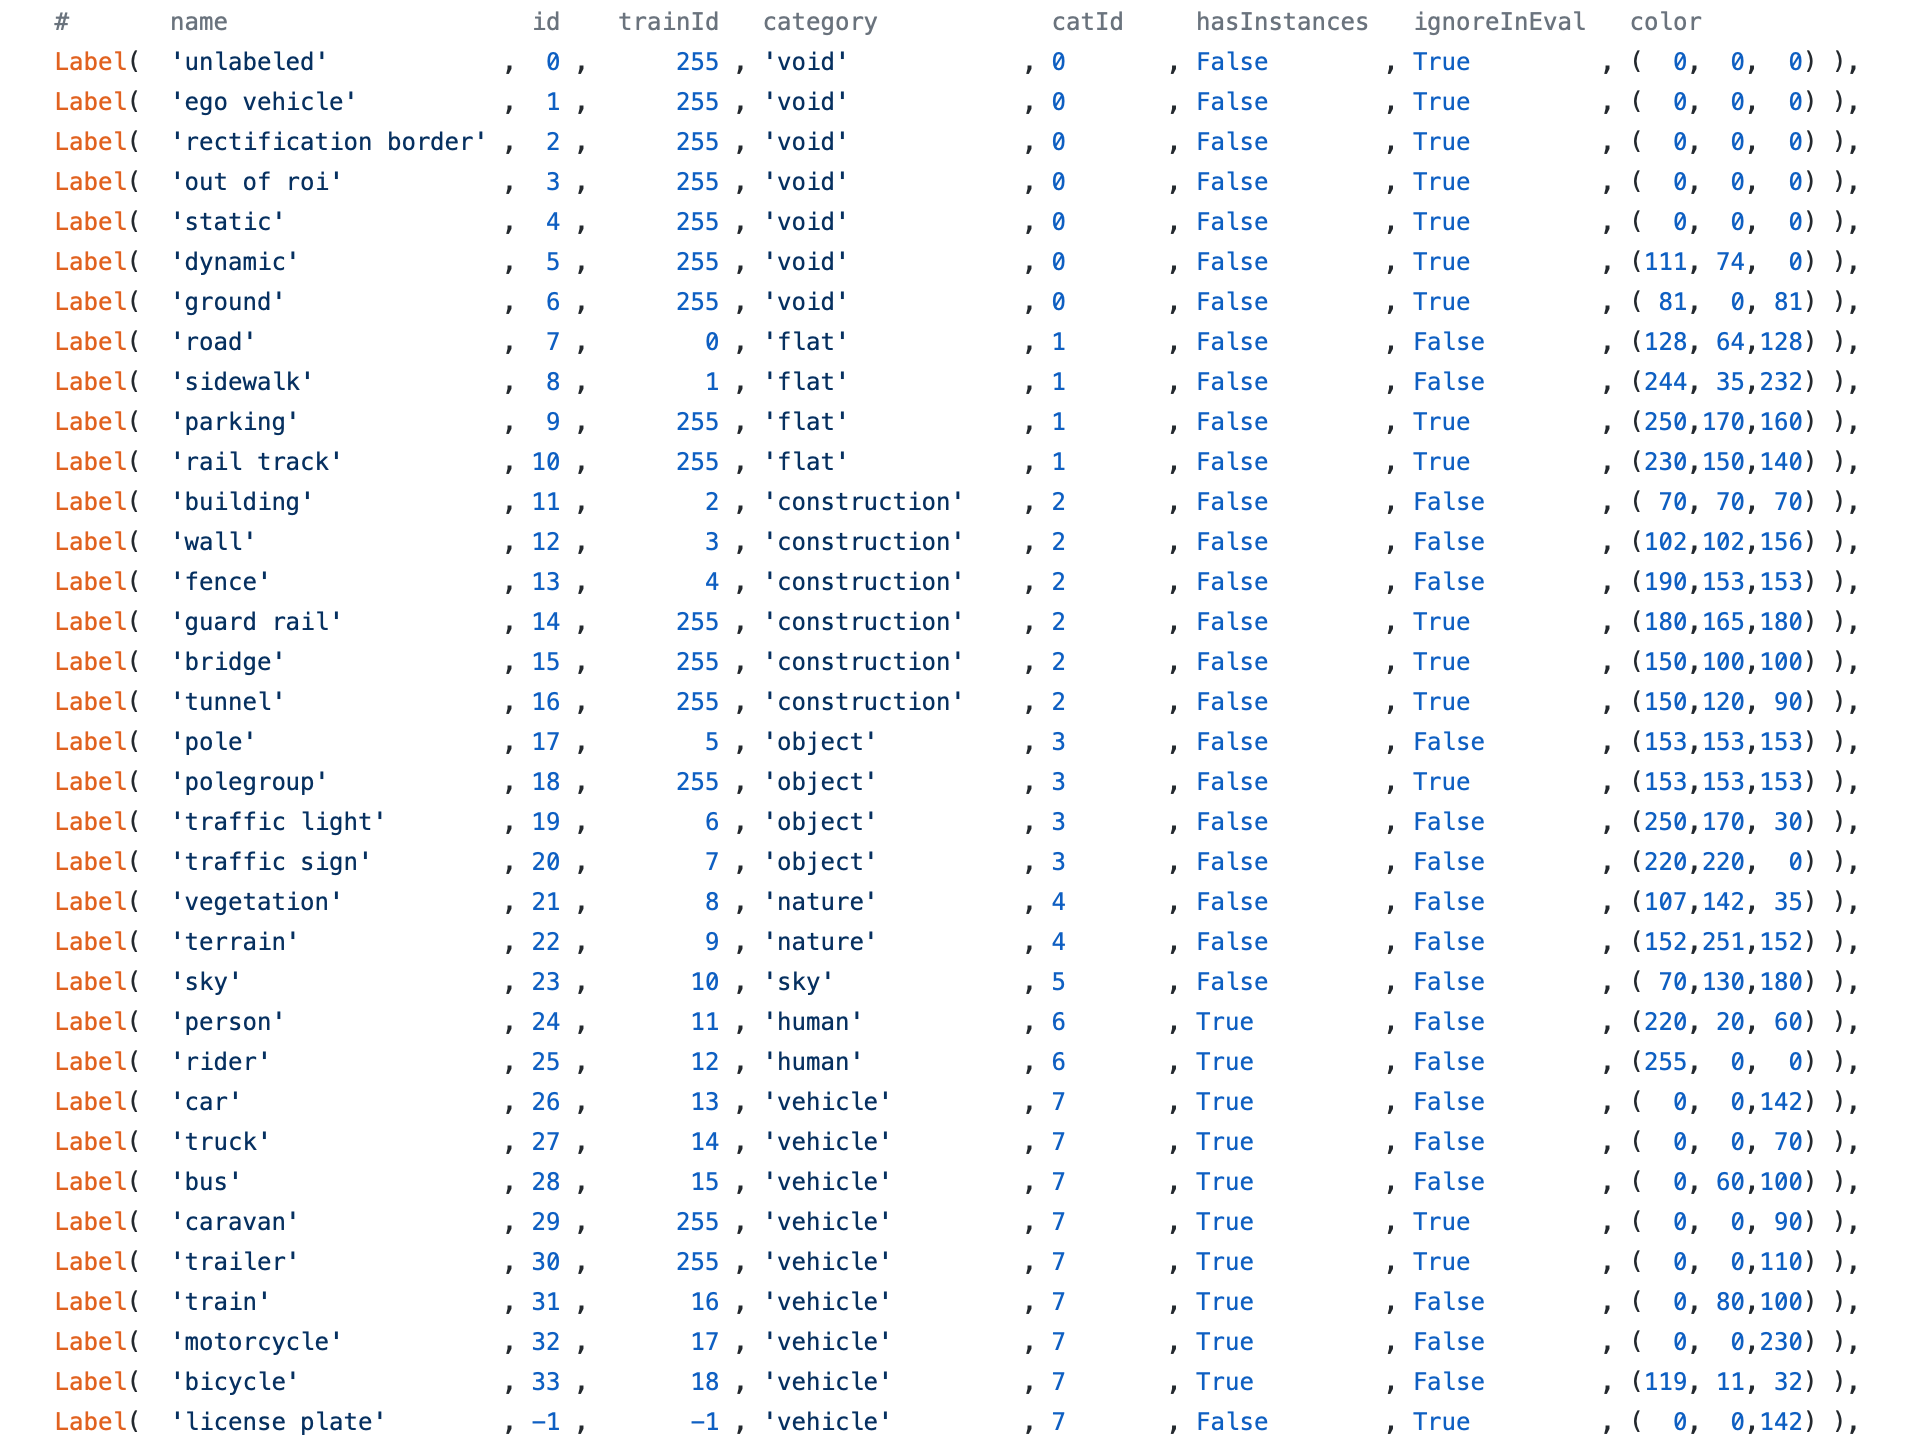 #       name                     id    trainId   category            catId     hasInstances   ignoreInEval   color
Label(  'unlabeled'            ,  0 ,      255 , 'void'            , 0       , False        , True         , (  0,  0,  0) ),
Label(  'ego vehicle'          ,  1 ,      255 , 'void'            , 0       , False        , True         , (  0,  0,  0) ),
Label(  'rectification border' ,  2 ,      255 , 'void'            , 0       , False        , True         , (  0,  0,  0) ),
Label(  'out of roi'           ,  3 ,      255 , 'void'            , 0       , False        , True         , (  0,  0,  0) ),
Label(  'static'               ,  4 ,      255 , 'void'            , 0       , False        , True         , (  0,  0,  0) ),
Label(  'dynamic'              ,  5 ,      255 , 'void'            , 0       , False        , True         , (111, 74,  0) ),
Label(  'ground'               ,  6 ,      255 , 'void'            , 0       , False        , True         , ( 81,  0, 81) ),
Label(  'road'                 ,  7 ,        0 , 'flat'            , 1       , False        , False        , (128, 64,128) ),
Label(  'sidewalk'             ,  8 ,        1 , 'flat'            , 1       , False        , False        , (244, 35,232) ),
Label(  'parking'              ,  9 ,      255 , 'flat'            , 1       , False        , True         , (250,170,160) ),
Label(  'rail track'           , 10 ,      255 , 'flat'            , 1       , False        , True         , (230,150,140) ),
Label(  'building'             , 11 ,        2 , 'construction'    , 2       , False        , False        , ( 70, 70, 70) ),
Label(  'wall'                 , 12 ,        3 , 'construction'    , 2       , False        , False        , (102,102,156) ),
Label(  'fence'                , 13 ,        4 , 'construction'    , 2       , False        , False        , (190,153,153) ),
Label(  'guard rail'           , 14 ,      255 , 'construction'    , 2       , False        , True         , (180,165,180) ),
Label(  'bridge'               , 15 ,      255 , 'construction'    , 2       , False        , True         , (150,100,100) ),
Label(  'tunnel'               , 16 ,      255 , 'construction'    , 2       , False        , True         , (150,120, 90) ),
Label(  'pole'                 , 17 ,        5 , 'object'          , 3       , False        , False        , (153,153,153) ),
Label(  'polegroup'            , 18 ,      255 , 'object'          , 3       , False        , True         , (153,153,153) ),
Label(  'traffic light'        , 19 ,        6 , 'object'          , 3       , False        , False        , (250,170, 30) ),
Label(  'traffic sign'         , 20 ,        7 , 'object'          , 3       , False        , False        , (220,220,  0) ),
Label(  'vegetation'           , 21 ,        8 , 'nature'          , 4       , False        , False        , (107,142, 35) ),
Label(  'terrain'              , 22 ,        9 , 'nature'          , 4       , False        , False        , (152,251,152) ),
Label(  'sky'                  , 23 ,       10 , 'sky'             , 5       , False        , False        , ( 70,130,180) ),
Label(  'person'               , 24 ,       11 , 'human'           , 6       , True         , False        , (220, 20, 60) ),
Label(  'rider'                , 25 ,       12 , 'human'           , 6       , True         , False        , (255,  0,  0) ),
Label(  'car'                  , 26 ,       13 , 'vehicle'         , 7       , True         , False        , (  0,  0,142) ),
Label(  'truck'                , 27 ,       14 , 'vehicle'         , 7       , True         , False        , (  0,  0, 70) ),
Label(  'bus'                  , 28 ,       15 , 'vehicle'         , 7       , True         , False        , (  0, 60,100) ),
Label(  'caravan'              , 29 ,      255 , 'vehicle'         , 7       , True         , True         , (  0,  0, 90) ),
Label(  'trailer'              , 30 ,      255 , 'vehicle'         , 7       , True         , True         , (  0,  0,110) ),
Label(  'train'                , 31 ,       16 , 'vehicle'         , 7       , True         , False        , (  0, 80,100) ),
Label(  'motorcycle'           , 32 ,       17 , 'vehicle'         , 7       , True         , False        , (  0,  0,230) ),
Label(  'bicycle'              , 33 ,       18 , 'vehicle'         , 7       , True         , False        , (119, 11, 32) ),
Label(  'license plate'        , -1 ,       -1 , 'vehicle'         , 7       , False        , True         , (  0,  0,142) ),